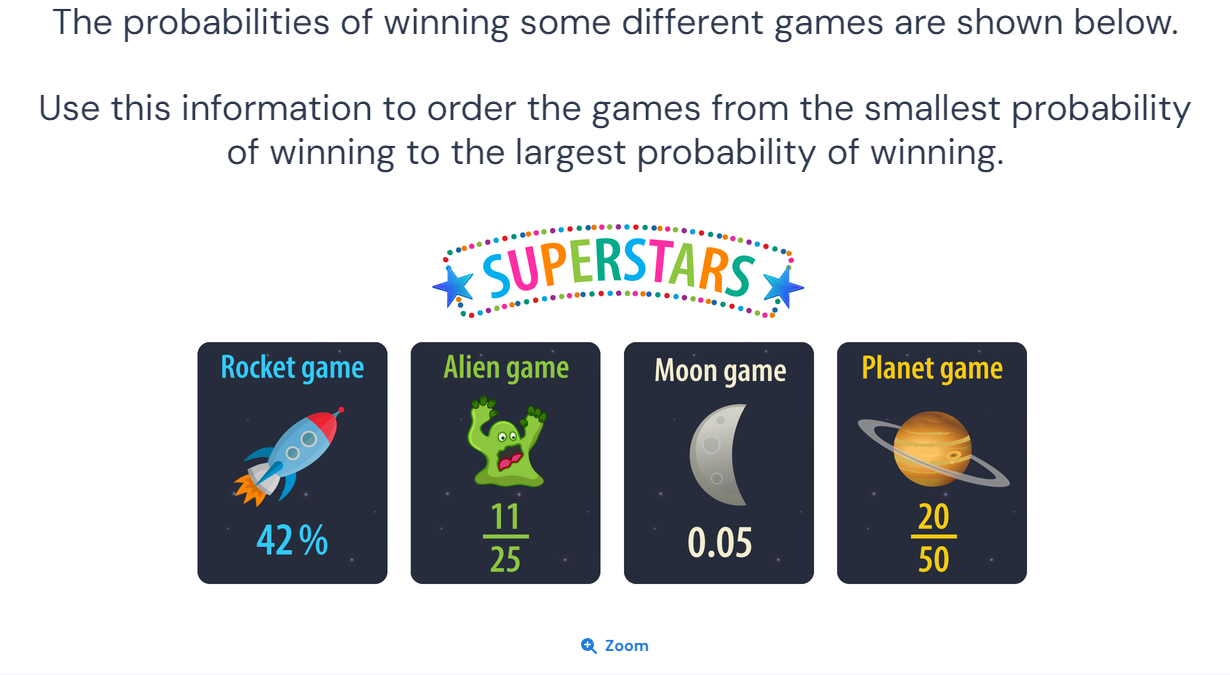 The probabilities of winning some different games are shown below.
Use this information to order the games from the smallest probability
of winning to the largest probability of winning.
SUPERSTARS
Rocket game
42%
Alien game
11
25
Moon game
0.05
Planet game
20
50
Zoom